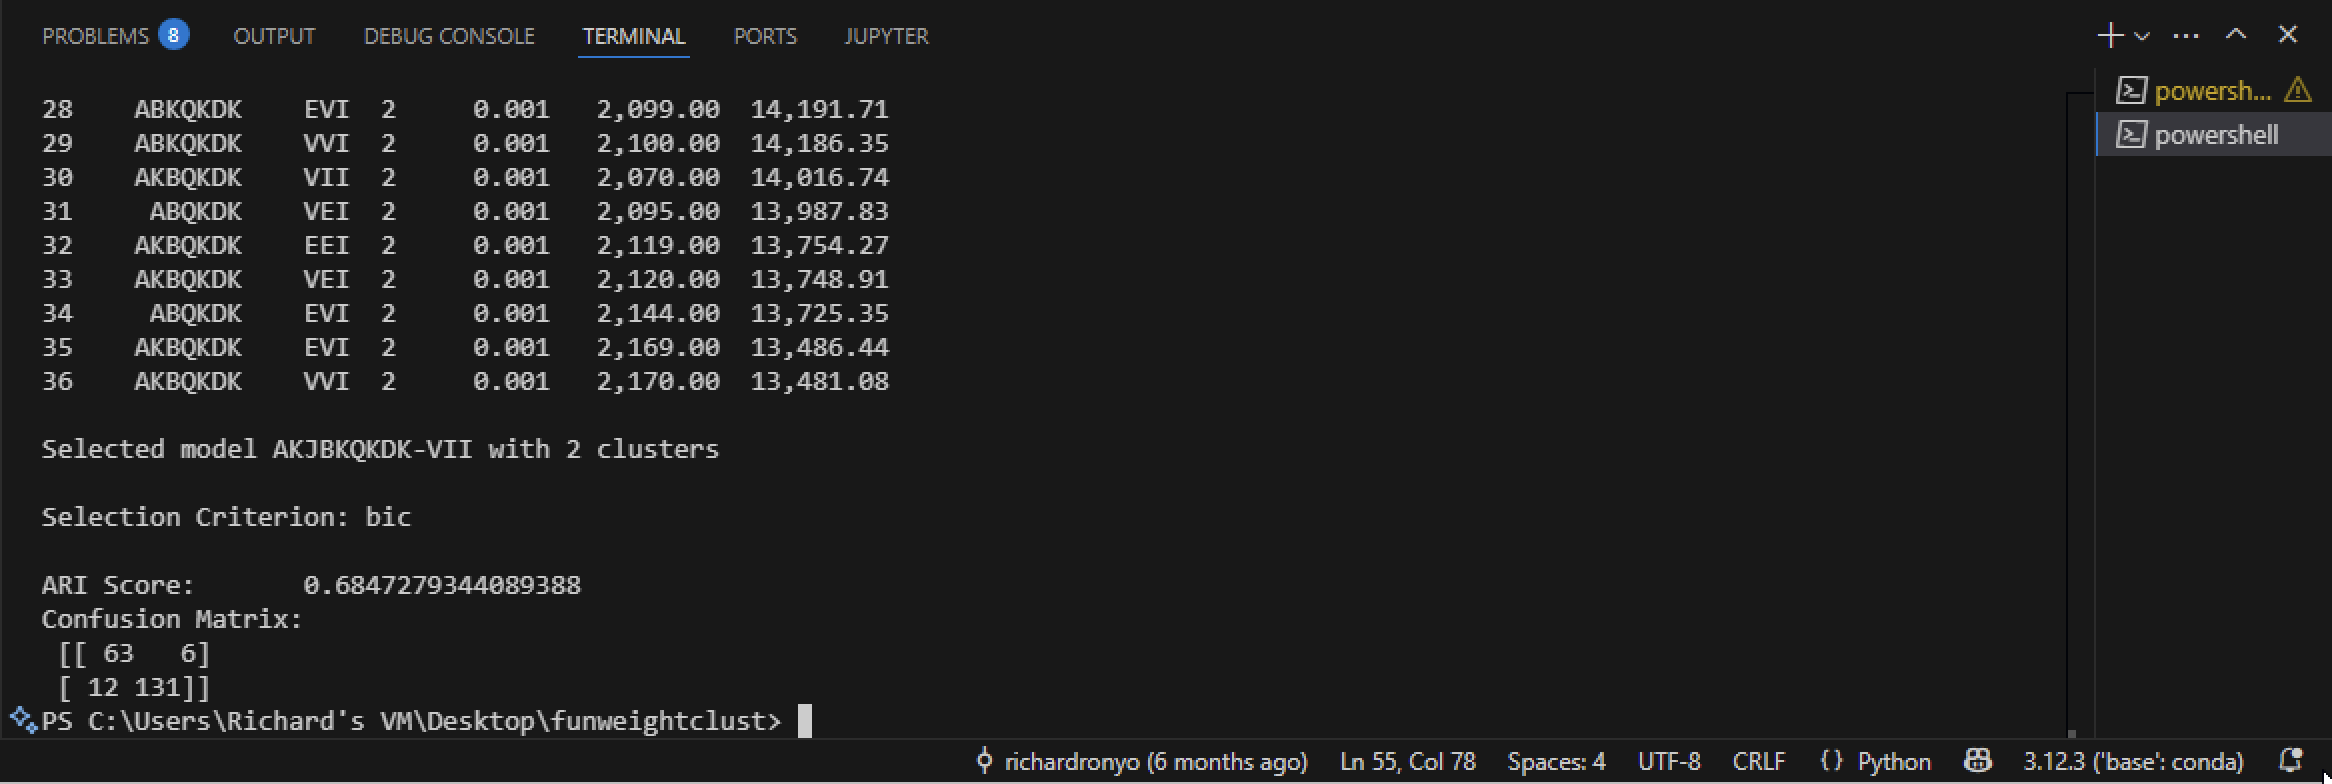 PROBLEMS 8 OUTPUT DEBUG CONSOLE TERMINAL PORTS JUPYTER
28 ABKQKDK EVI 2 0.001 2,099.00 14,191.71
29 ABKQKDK VVI 2 0.001 2,100.00 14,186.35
30 AKBQKDK VII 2 0.001 2,070.00 14,016.74
31 ABQKDK VEI 2 0.001 2,095.00 13,987.83
32 AKBQKDK EEI 2 0.001 2,119.00 13,754.27
33 AKBQKDK VEI 2 0.001 2,120.00 13,748.91
34 ABQKDK EVI 2 0.001 2,144.00 13,725.35
35 AKBQKDK EVI 2 0.001 2,169.00 13,486.44
36 AKBQKDK VVI 2 0.001 2,170.00 13,481.08
Selected model AKJBKQKDK-VII with 2 clusters
Selection Criterion: bic
ARI Score: 0.6847279344089388
Confusion Matrix:
[[ 63 6]
[ 12 131]]
PS C:\Users\Richard's VM\Desktop\funweightclust>
powersh...
powershell
richardronyo (6 months ago) Ln 55, Col 78 Spaces: 4 UTF-8 CRLF {} Python 3.12.3 ('base': conda)